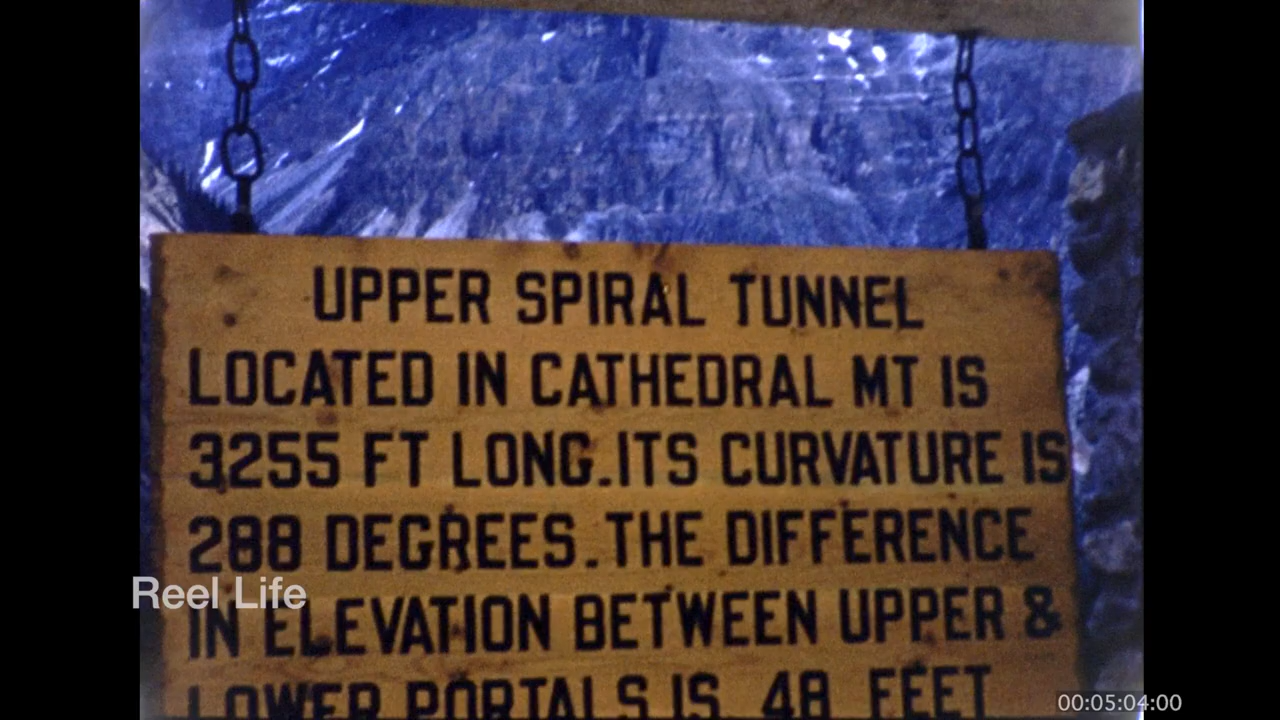 UPPER SPIRAL TUNNEL
LOCATED IN CATHEDRAL MT IS
3255 FT LONG.ITS CURVATURE IS
288 DEGREES.THE DIFFERENCE
IN ELEVATION BETWEEN UPPER &
LOWER PORTALS IS 48 FEET
Reel Life
00:05:04:00